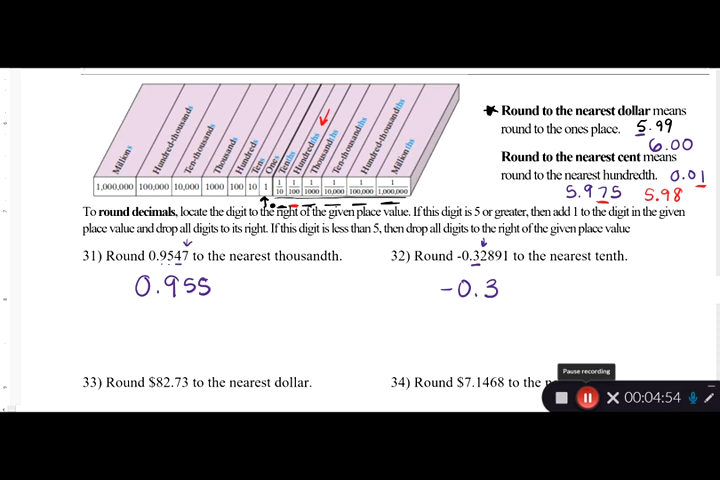 Millions
Hundred-thousands
Ten-thousands
Thousands
Hundreds
Tens
Ones
Tenths
Hundredths
Thousandths
Ten-thousandths
Hundred-thousandths
Millionths
1,000,000 100,000 10,000 1000 100 10 1 1/10 1/100 1/1000 1/10,000 1/100,000 1/1,000,000
★ Round to the nearest dollar means
round to the ones place. 5.99
6.00
Round to the nearest cent means
round to the nearest hundredth. 0.01
5.975 5.98
To round decimals, locate the digit to the right of the given place value. If this digit is 5 or greater, then add 1 to the digit in the given
place value and drop all digits to its right. If this digit is less than 5, then drop all digits to the right of the given place value
31) Round 0.9547 to the nearest thousandth.
0.955
32) Round -0.32891 to the nearest tenth.
-0.3
33) Round $82.73 to the nearest dollar.
34) Round $7.1468 to the
Pause recording
00:04:54